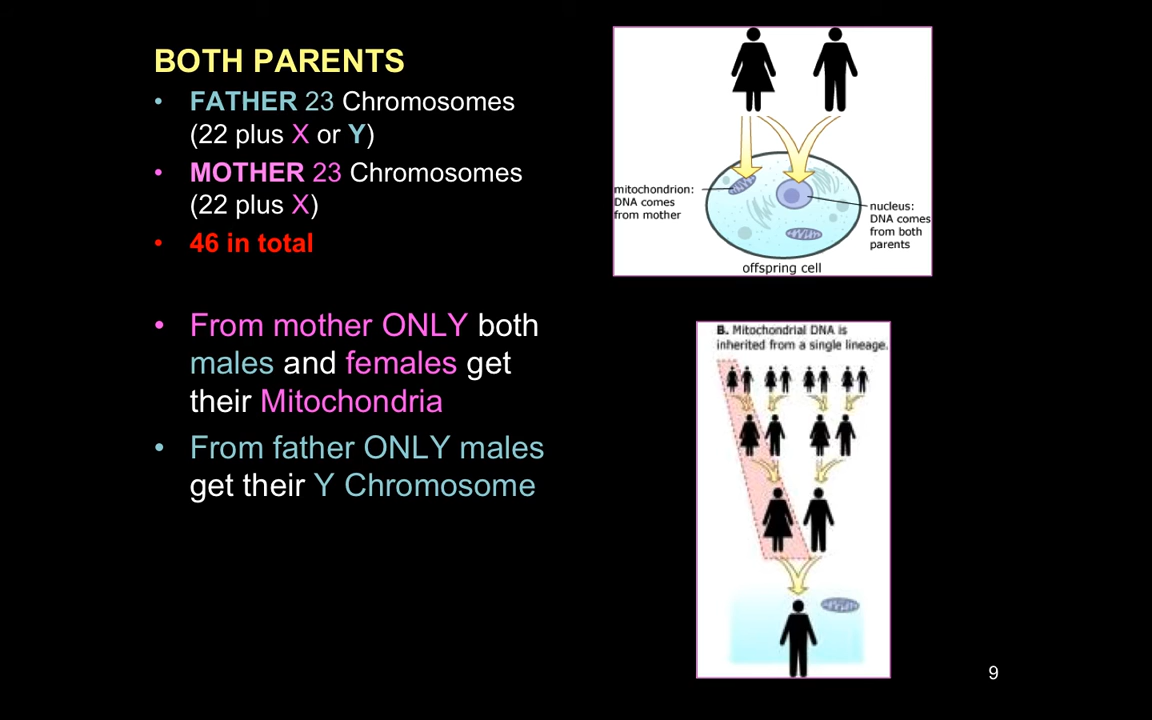 BOTH PARENTS
• FATHER 23 Chromosomes
(22 plus X or Y)
• MOTHER 23 Chromosomes
(22 plus X)
• 46 in total
• From mother ONLY both
males and females get
their Mitochondria
• From father ONLY males
get their Y Chromosome
mitochondrion:
DNA comes
from mother
nucleus:
DNA comes
from both
parents
offspring cell
B. Mitochondrial DNA is
inherited from a single lineage.
9